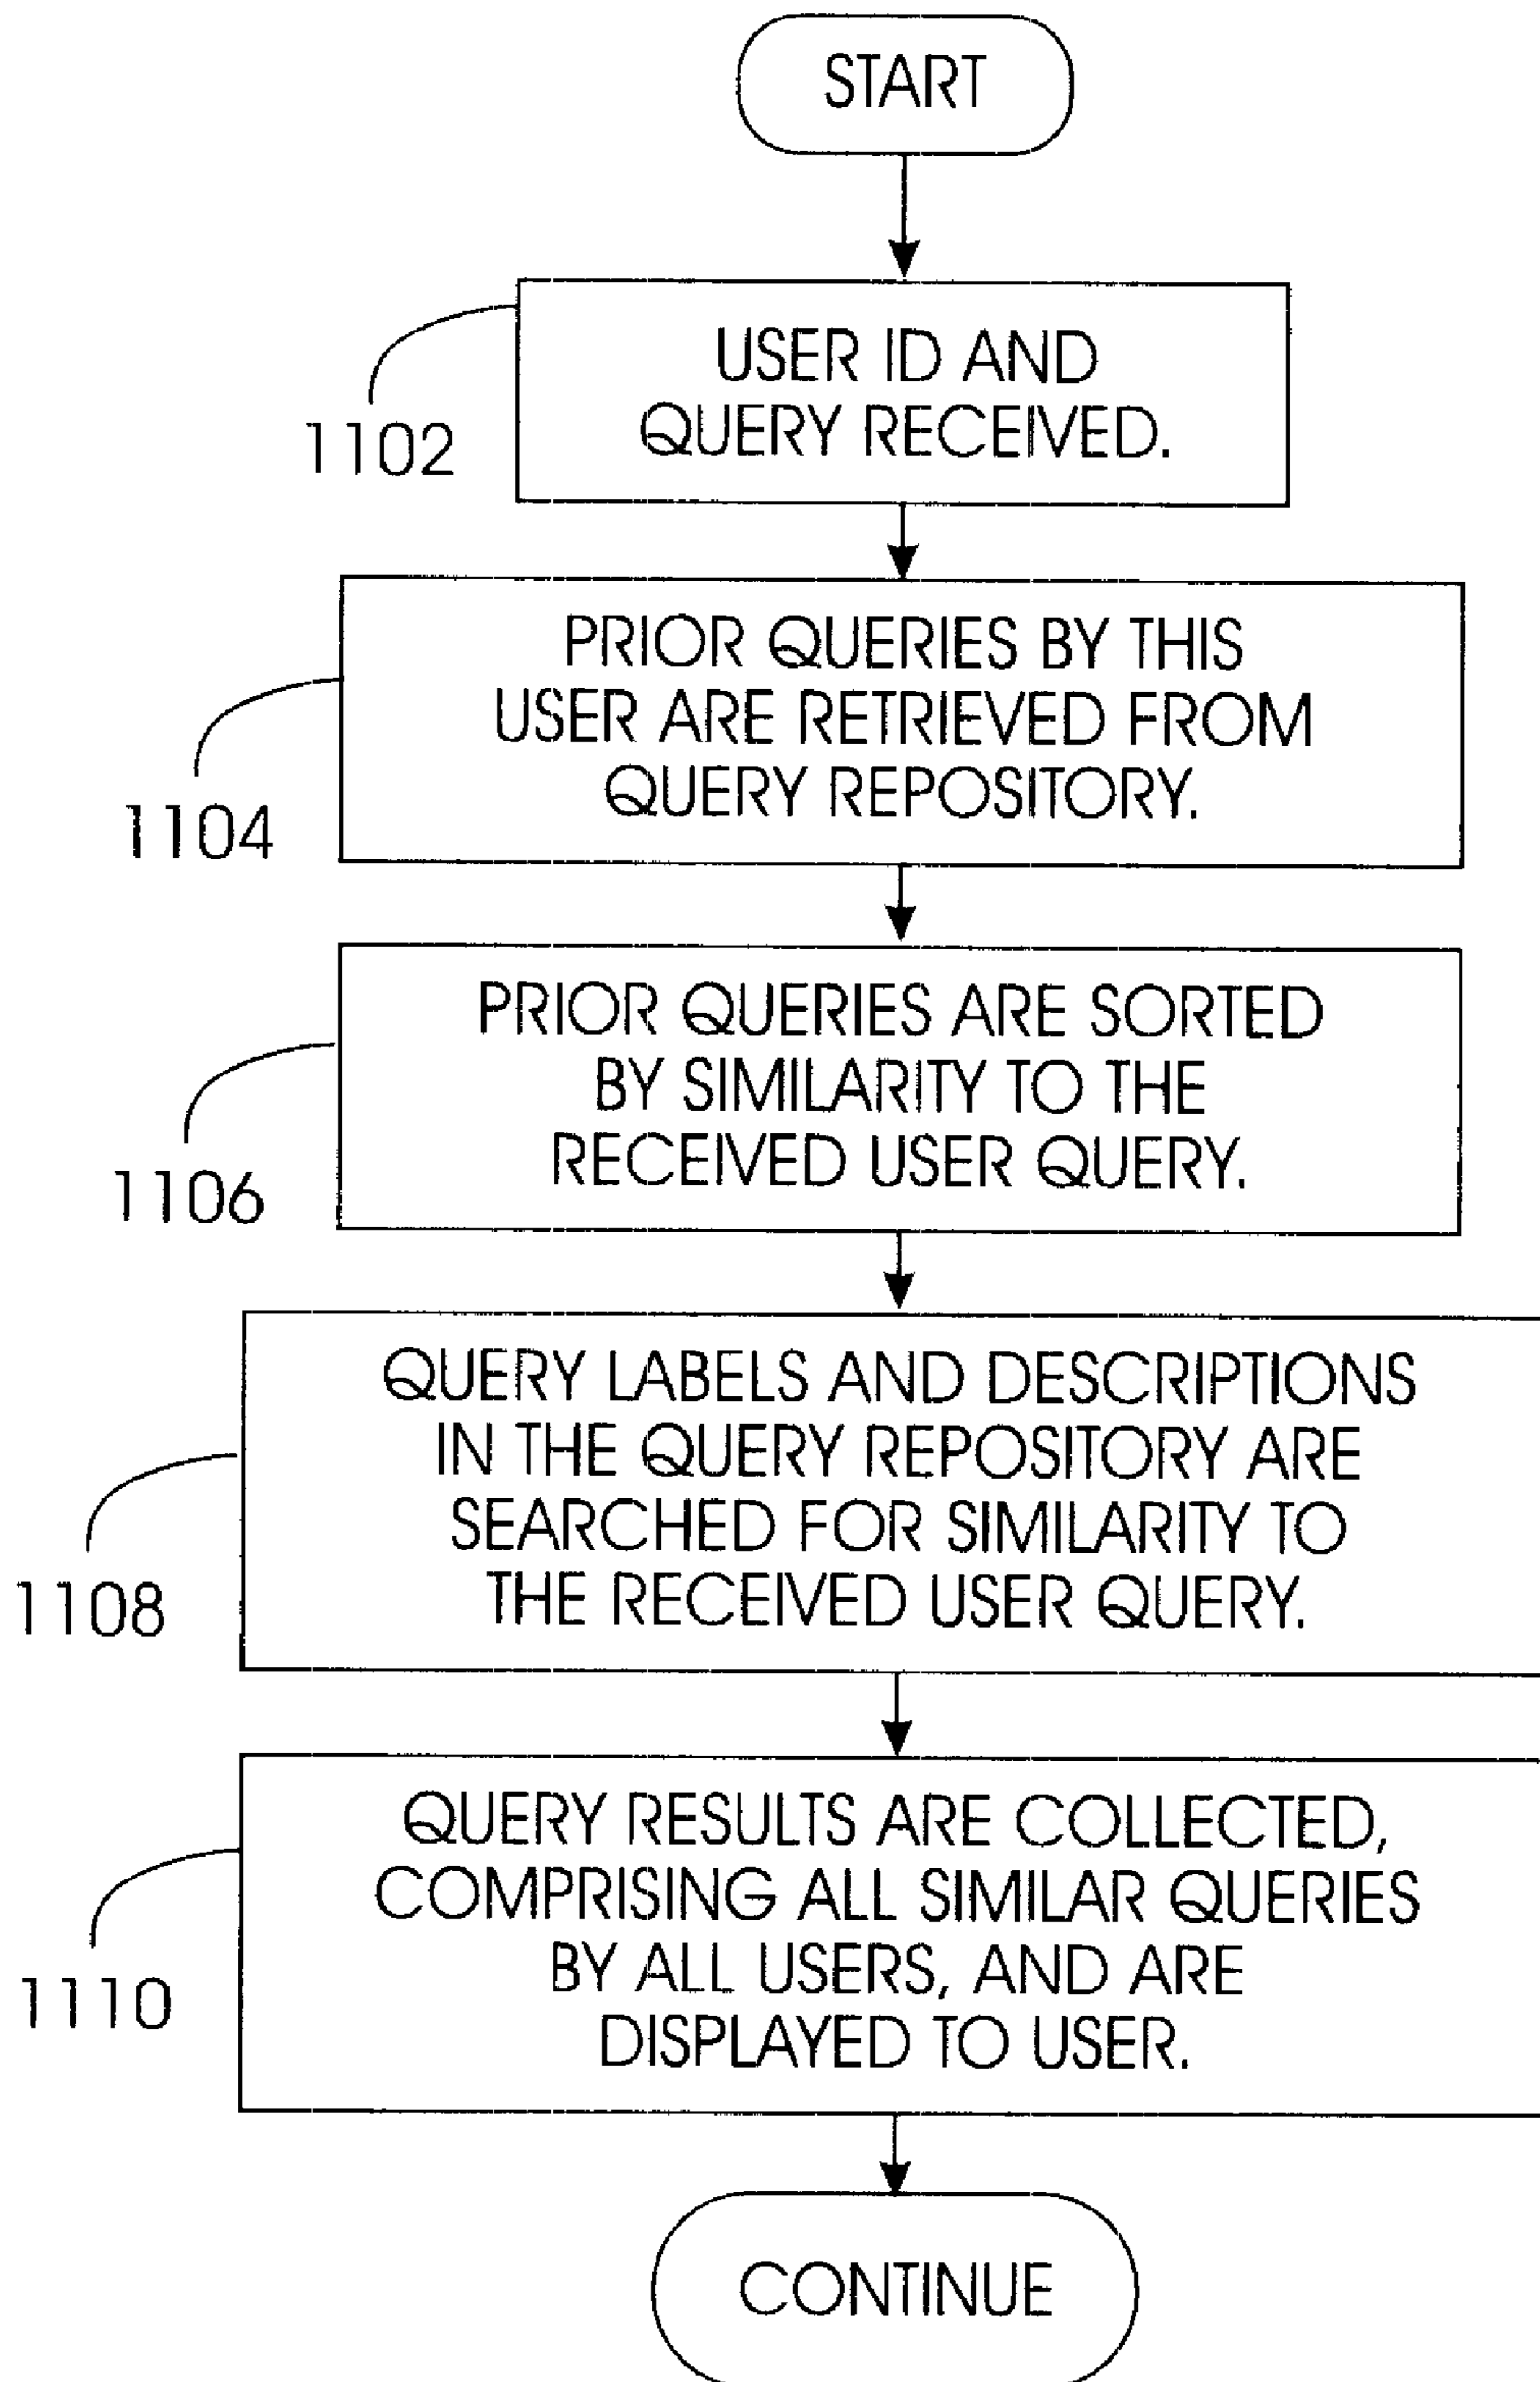 START
USER ID AND
QUERY RECEIVED.
1102
PRIOR QUERIES BY THIS
USER ARE RETRIEVED FROM
QUERY REPOSITORY.
1104
PRIOR QUERIES ARE SORTED
BY SIMILARITY TO THE
RECEIVED USER QUERY.
1106
QUERY LABELS AND DESCRIPTIONS
IN THE QUERY REPOSITORY ARE
SEARCHED FOR SIMILARITY TO
THE RECEIVED USER QUERY.
1108
QUERY RESULTS ARE COLLECTED,
COMPRISING ALL SIMILAR QUERIES
BY ALL USERS, AND ARE
DISPLAYED TO USER.
1110
CONTINUE